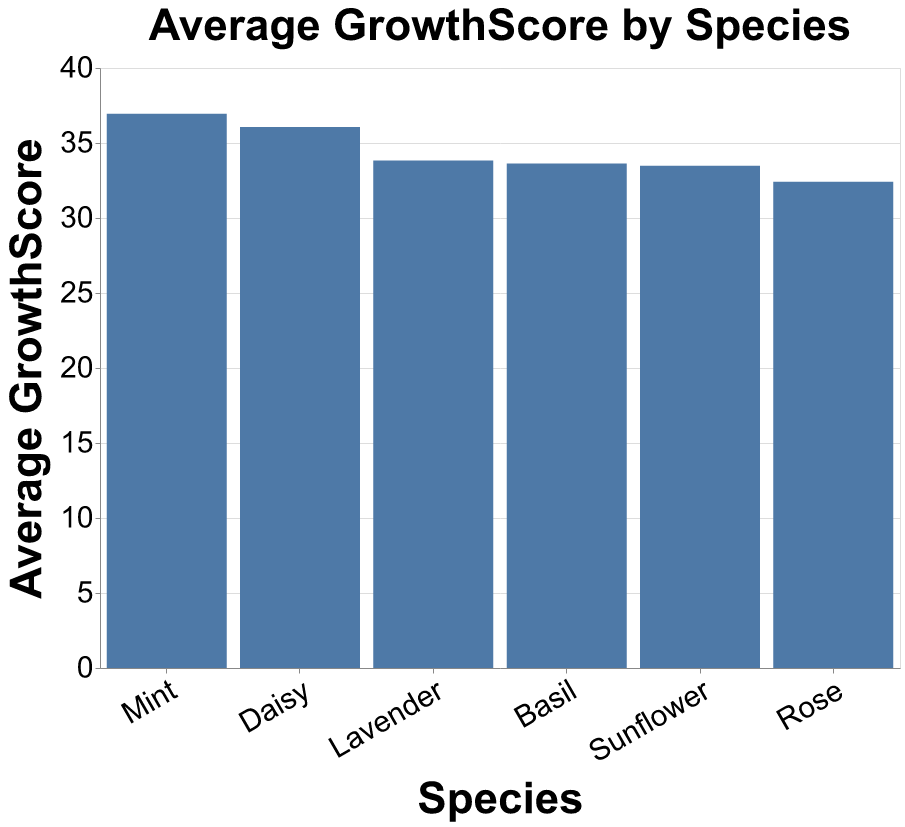 Average GrowthScore by Species
Average GrowthScore
40
35
30
25
20
15
10
5
0
Mint
Daisy
Lavender
Basil
Sunflower
Rose
Species